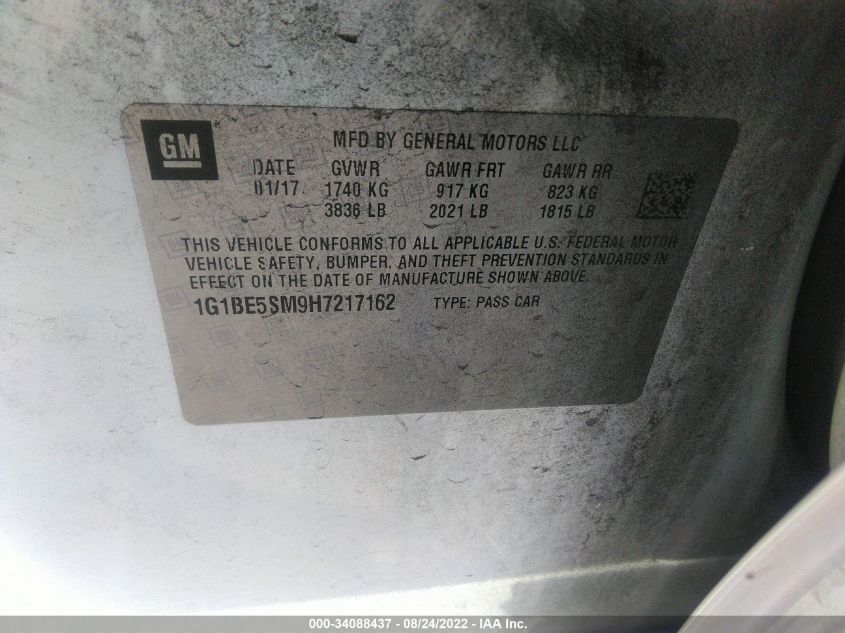 GM
MFD BY GENERAL MOTORS LLC
DATE GVWR GAWR FRT GAWR RR
01/17 1740 KG 917 KG 823 KG
3836 LB 2021 LB 1815 LB
THIS VEHICLE CONFORMS TO ALL APPLICABLE U.S. FEDERAL MOTOR
VEHICLE SAFETY, BUMPER, AND THEFT PREVENTION STANDARDS IN
EFFECT ON THE DATE OF MANUFACTURE SHOWN ABOVE.
1G1BE5SM9H7217162 TYPE: PASS CAR
000-34088437 - 08/24/2022 - IAA Inc.